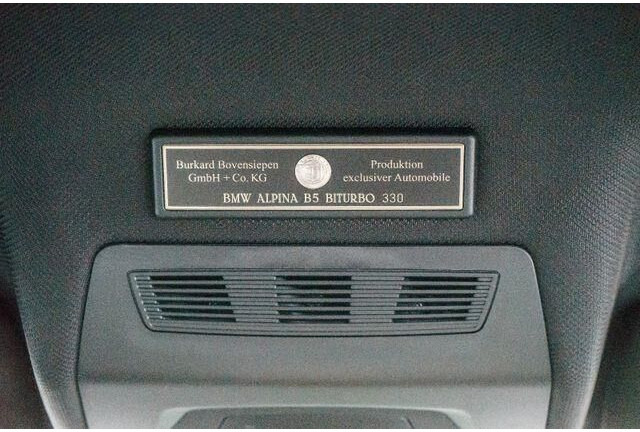 Burkard Bovensiepen
GmbH + Co. KG
Produktion
exclusiver Automobile
BMW ALPINA B5 BITURBO 330